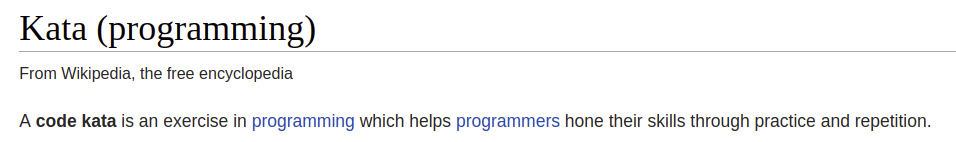 Kata (programming)
From Wikipedia, the free encyclopedia
A code kata is an exercise in programming which helps programmers hone their skills through practice and repetition.